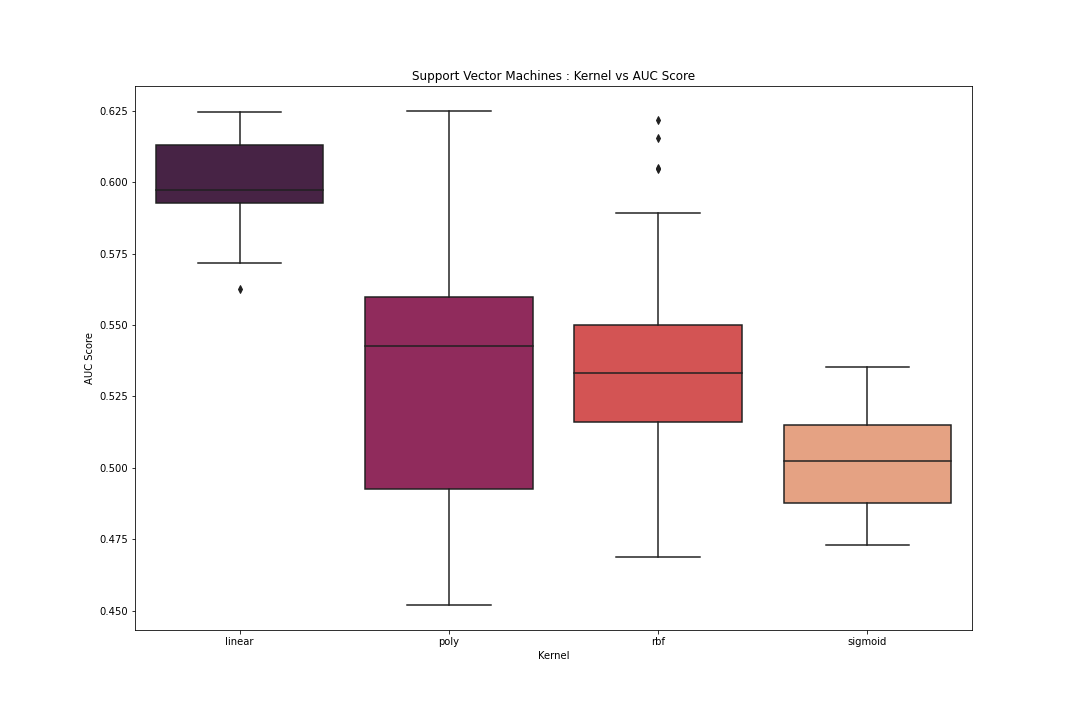 Support Vector Machines : Kernel vs AUC Score
0.625
0.600
0.575
0.550
0.525
0.500
0.475
0.450
AUC Score
linear
poly
rbf
sigmoid
Kernel